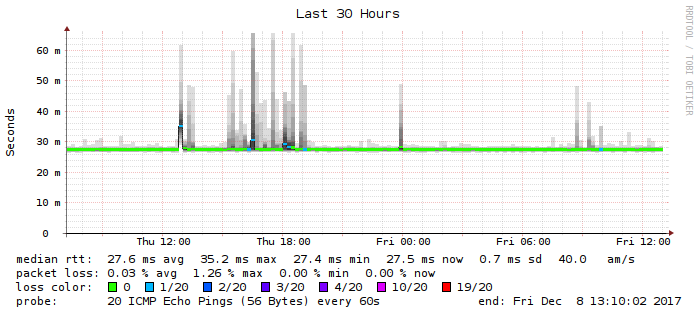 Last 30 Hours
RRDTOOL / TOBI OETIKER
Seconds
60 m
50 m
40 m
30 m
20 m
10 m
0
Thu 12:00 Thu 18:00 Fri 00:00 Fri 06:00 Fri 12:00
median rtt: 27.6 ms avg 35.2 ms max 27.4 ms min 27.5 ms now 0.7 ms sd 40.0 am/s
packet loss: 0.03 % avg 1.26 % max 0.00 % min 0.00 % now
loss color: 0 1/20 2/20 3/20 4/20 10/20 19/20
probe: 20 ICMP Echo Pings (56 Bytes) every 60s end: Fri Dec 8 13:10:02 2017